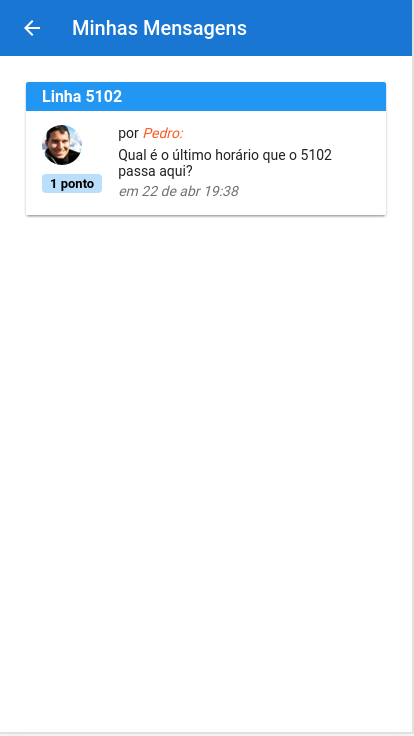 Minhas Mensagens
Linha 5102
por Pedro:
Qual é o último horário que o 5102
passa aqui?
1 ponto
em 22 de abr 19:38